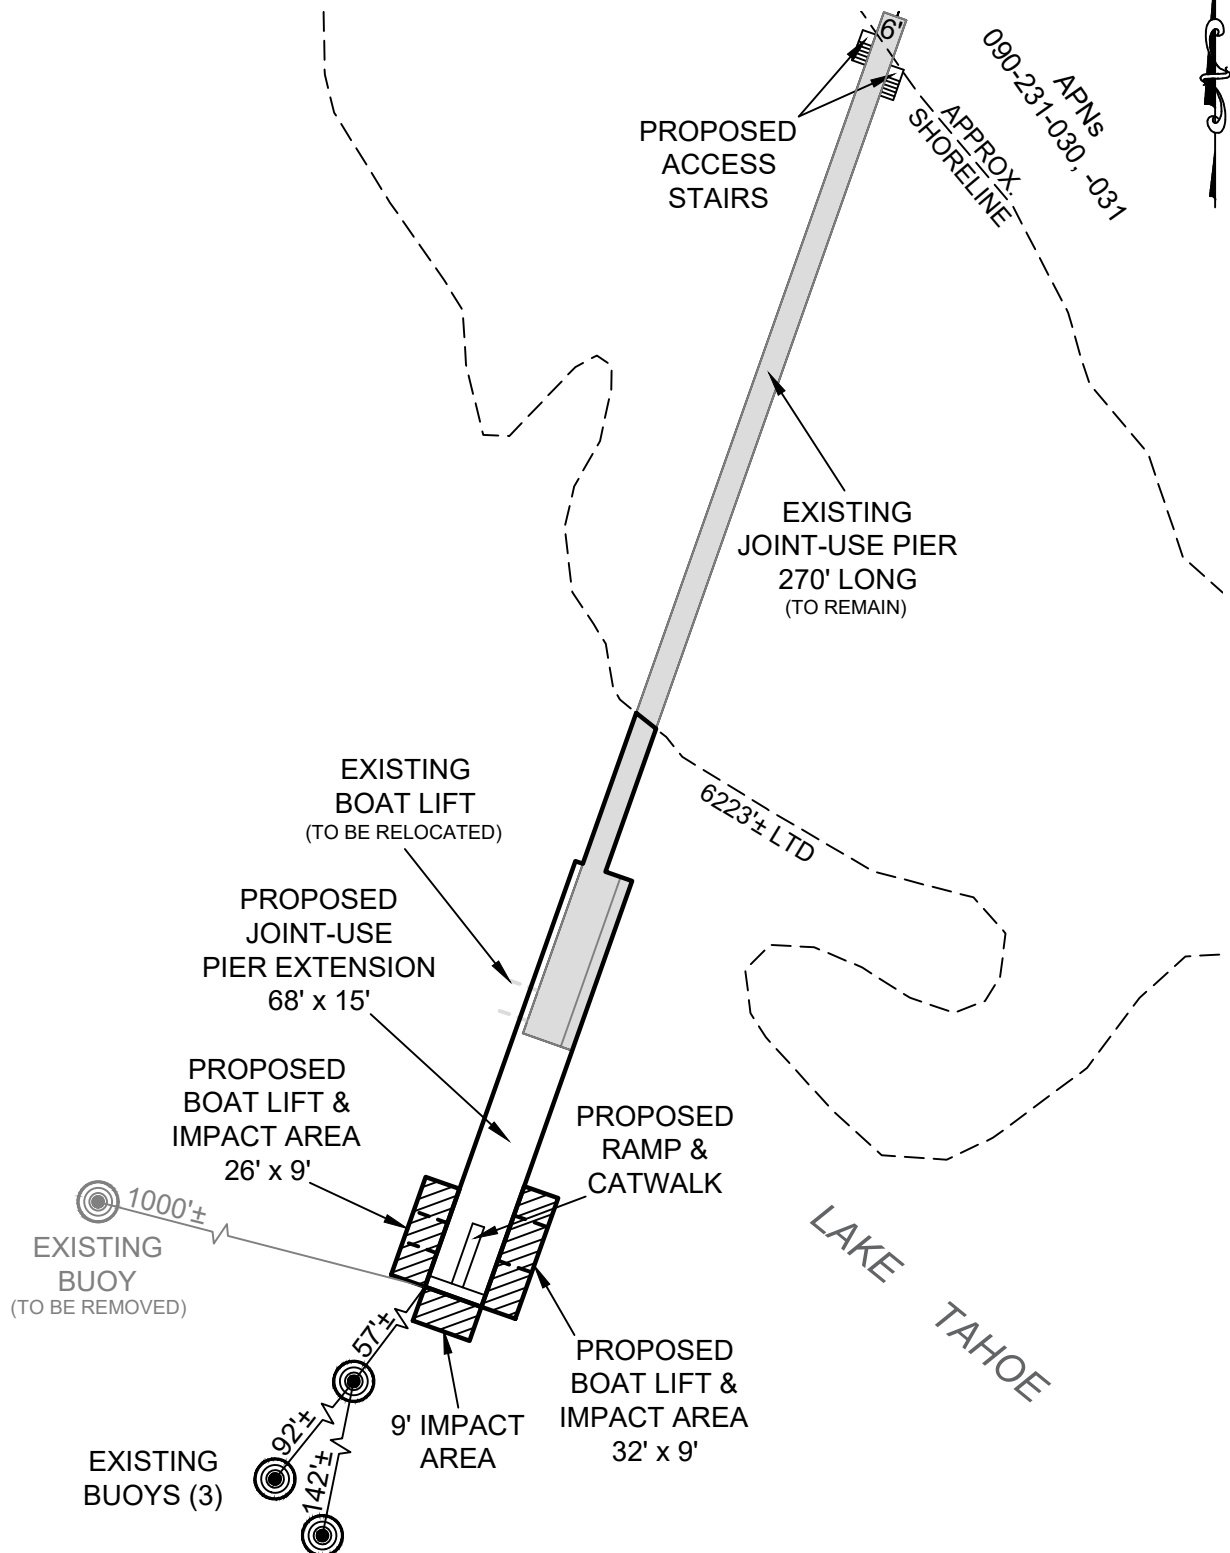 6'
APNs
090-231-030, -031
PROPOSED
ACCESS
STAIRS
APPROX.
SHORELINE
EXISTING
JOINT-USE PIER
270' LONG
(TO REMAIN)
EXISTING
BOAT LIFT
(TO BE RELOCATED)
6223'± LTD
PROPOSED
JOINT-USE
PIER EXTENSION
68' x 15'
PROPOSED
BOAT LIFT &
IMPACT AREA
26' x 9'
PROPOSED
RAMP &
CATWALK
1000'±
EXISTING
BUOY
(TO BE REMOVED)
LAKE TAHOE
57'±
PROPOSED
BOAT LIFT &
IMPACT AREA
32' x 9'
9' IMPACT
AREA
92'±
142'±
EXISTING
BUOYS (3)